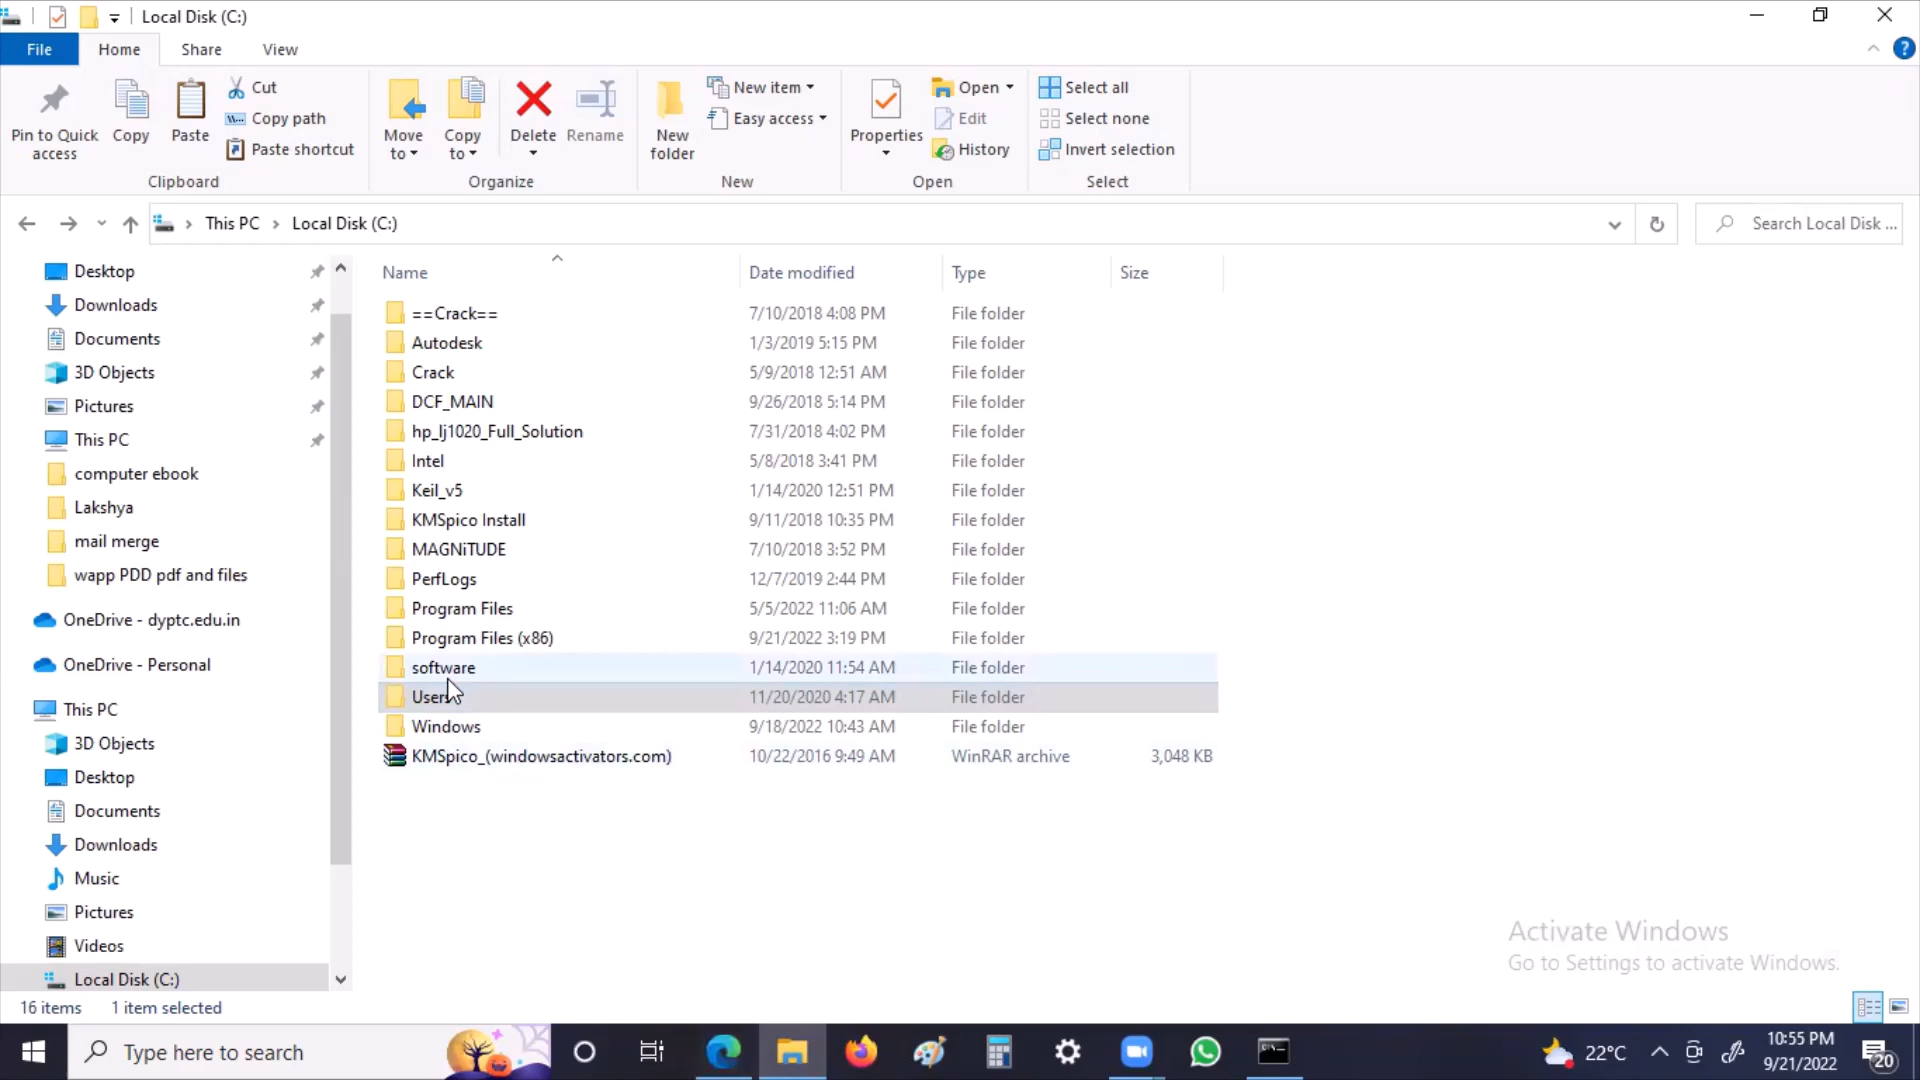 Local Disk (C:)
File Home Share View
Pin to Quick access
Copy
Paste
Cut
Copy path
Paste shortcut
Clipboard
Move to
Copy to
Delete
Rename
Organize
New folder
New item
Easy access
New
Properties
Open
Edit
History
Open
Select all
Select none
Invert selection
Select
This PC > Local Disk (C:)
Search Local Disk ...
Desktop
Downloads
Documents
3D Objects
Pictures
This PC
computer ebook
Lakshya
mail merge
wapp PDD pdf and files
OneDrive - dyptc.edu.in
OneDrive - Personal
This PC
3D Objects
Desktop
Documents
Downloads
Music
Pictures
Videos
Local Disk (C:)
Name Date modified Type Size
==Crack== 7/10/2018 4:08 PM File folder
Autodesk 1/3/2019 5:15 PM File folder
Crack 5/9/2018 12:51 AM File folder
DCF_MAIN 9/26/2018 5:14 PM File folder
hp_lj1020_Full_Solution 7/31/2018 4:02 PM File folder
Intel 5/8/2018 3:41 PM File folder
Keil_v5 1/14/2020 12:51 PM File folder
KMSpico Install 9/11/2018 10:35 PM File folder
MAGNiTUDE 7/10/2018 3:52 PM File folder
PerfLogs 12/7/2019 2:44 PM File folder
Program Files 5/5/2022 11:06 AM File folder
Program Files (x86) 9/21/2022 3:19 PM File folder
software 1/14/2020 11:54 AM File folder
Users 11/20/2020 4:17 AM File folder
Windows 9/18/2022 10:43 AM File folder
KMSpico_(windowsactivators.com) 10/22/2016 9:49 AM WinRAR archive 3,048 KB
Activate Windows
Go to Settings to activate Windows.
16 items 1 item selected
Type here to search
22°C
10:55 PM
9/21/2022
20